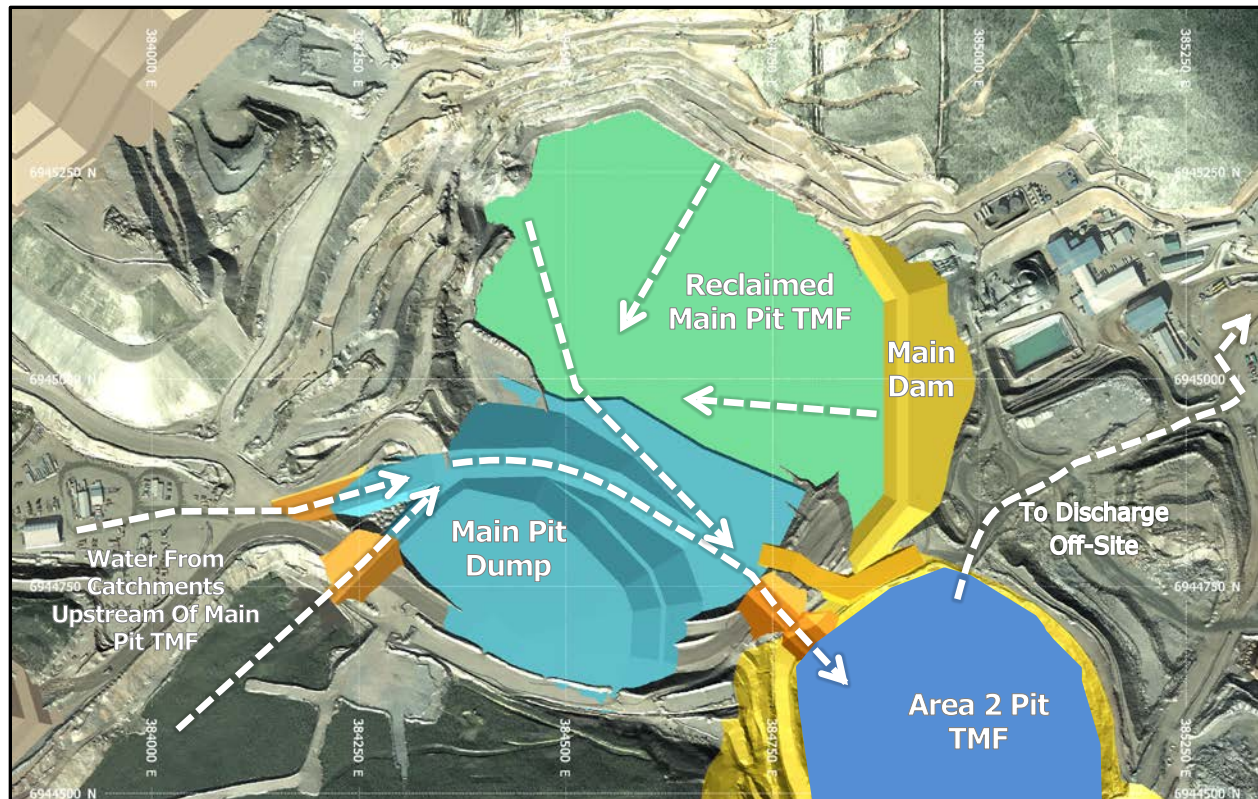 384000 E
384250 E
385000 E
385250 E
6945250 N
6945250 N
Reclaimed
Main Pit TMF
Main
Dam
6945000 N
6945000 N
Main Pit
Dump
To Discharge
Off-Site
Water From
Catchments
Upstream Of Main
Pit TMF
6944750 N
6944750 N
Area 2 Pit
TMF
384000 E
384250 E
384500 E
384750 E
385250 E
6944500 N
6944500 N